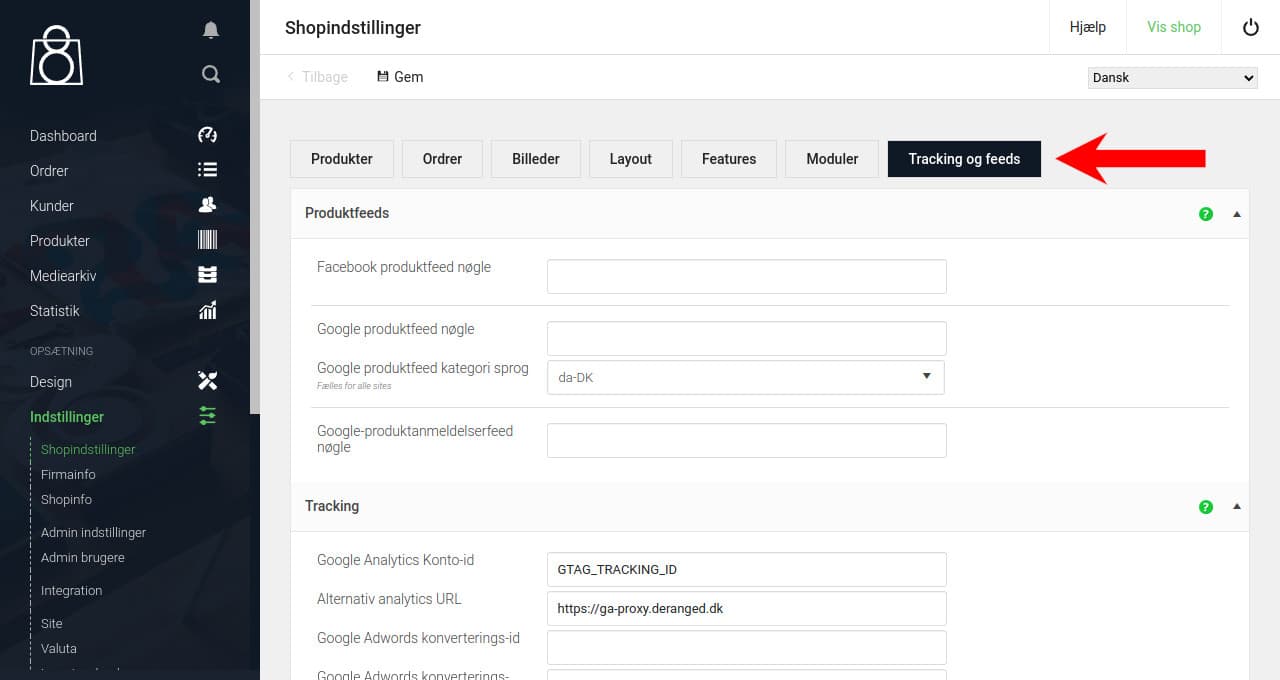 Shopindstillinger
Hjælp
Vis shop
Tilbage
Gem
Dansk
Dashboard
Ordrer
Kunder
Produkter
Mediearkiv
Statistik
OPSÆTNING
Design
Indstillinger
Shopindstillinger
Firmainfo
Shopinfo
Admin indstillinger
Admin brugere
Integration
Site
Valuta
Produkter
Ordrer
Billeder
Layout
Features
Moduler
Tracking og feeds
Produktfeeds
?
Facebook produktfeed nøgle
Google produktfeed nøgle
Google produktfeed kategori sprog
Fælles for alle sites
da-DK
Google-produktanmeldelserfeed
nøgle
Tracking
?
Google Analytics Konto-id
GTAG_TRACKING_ID
Alternativ analytics URL
https://ga-proxy.deranged.dk
Google Adwords konverterings-id
Google Adwords konverterings-